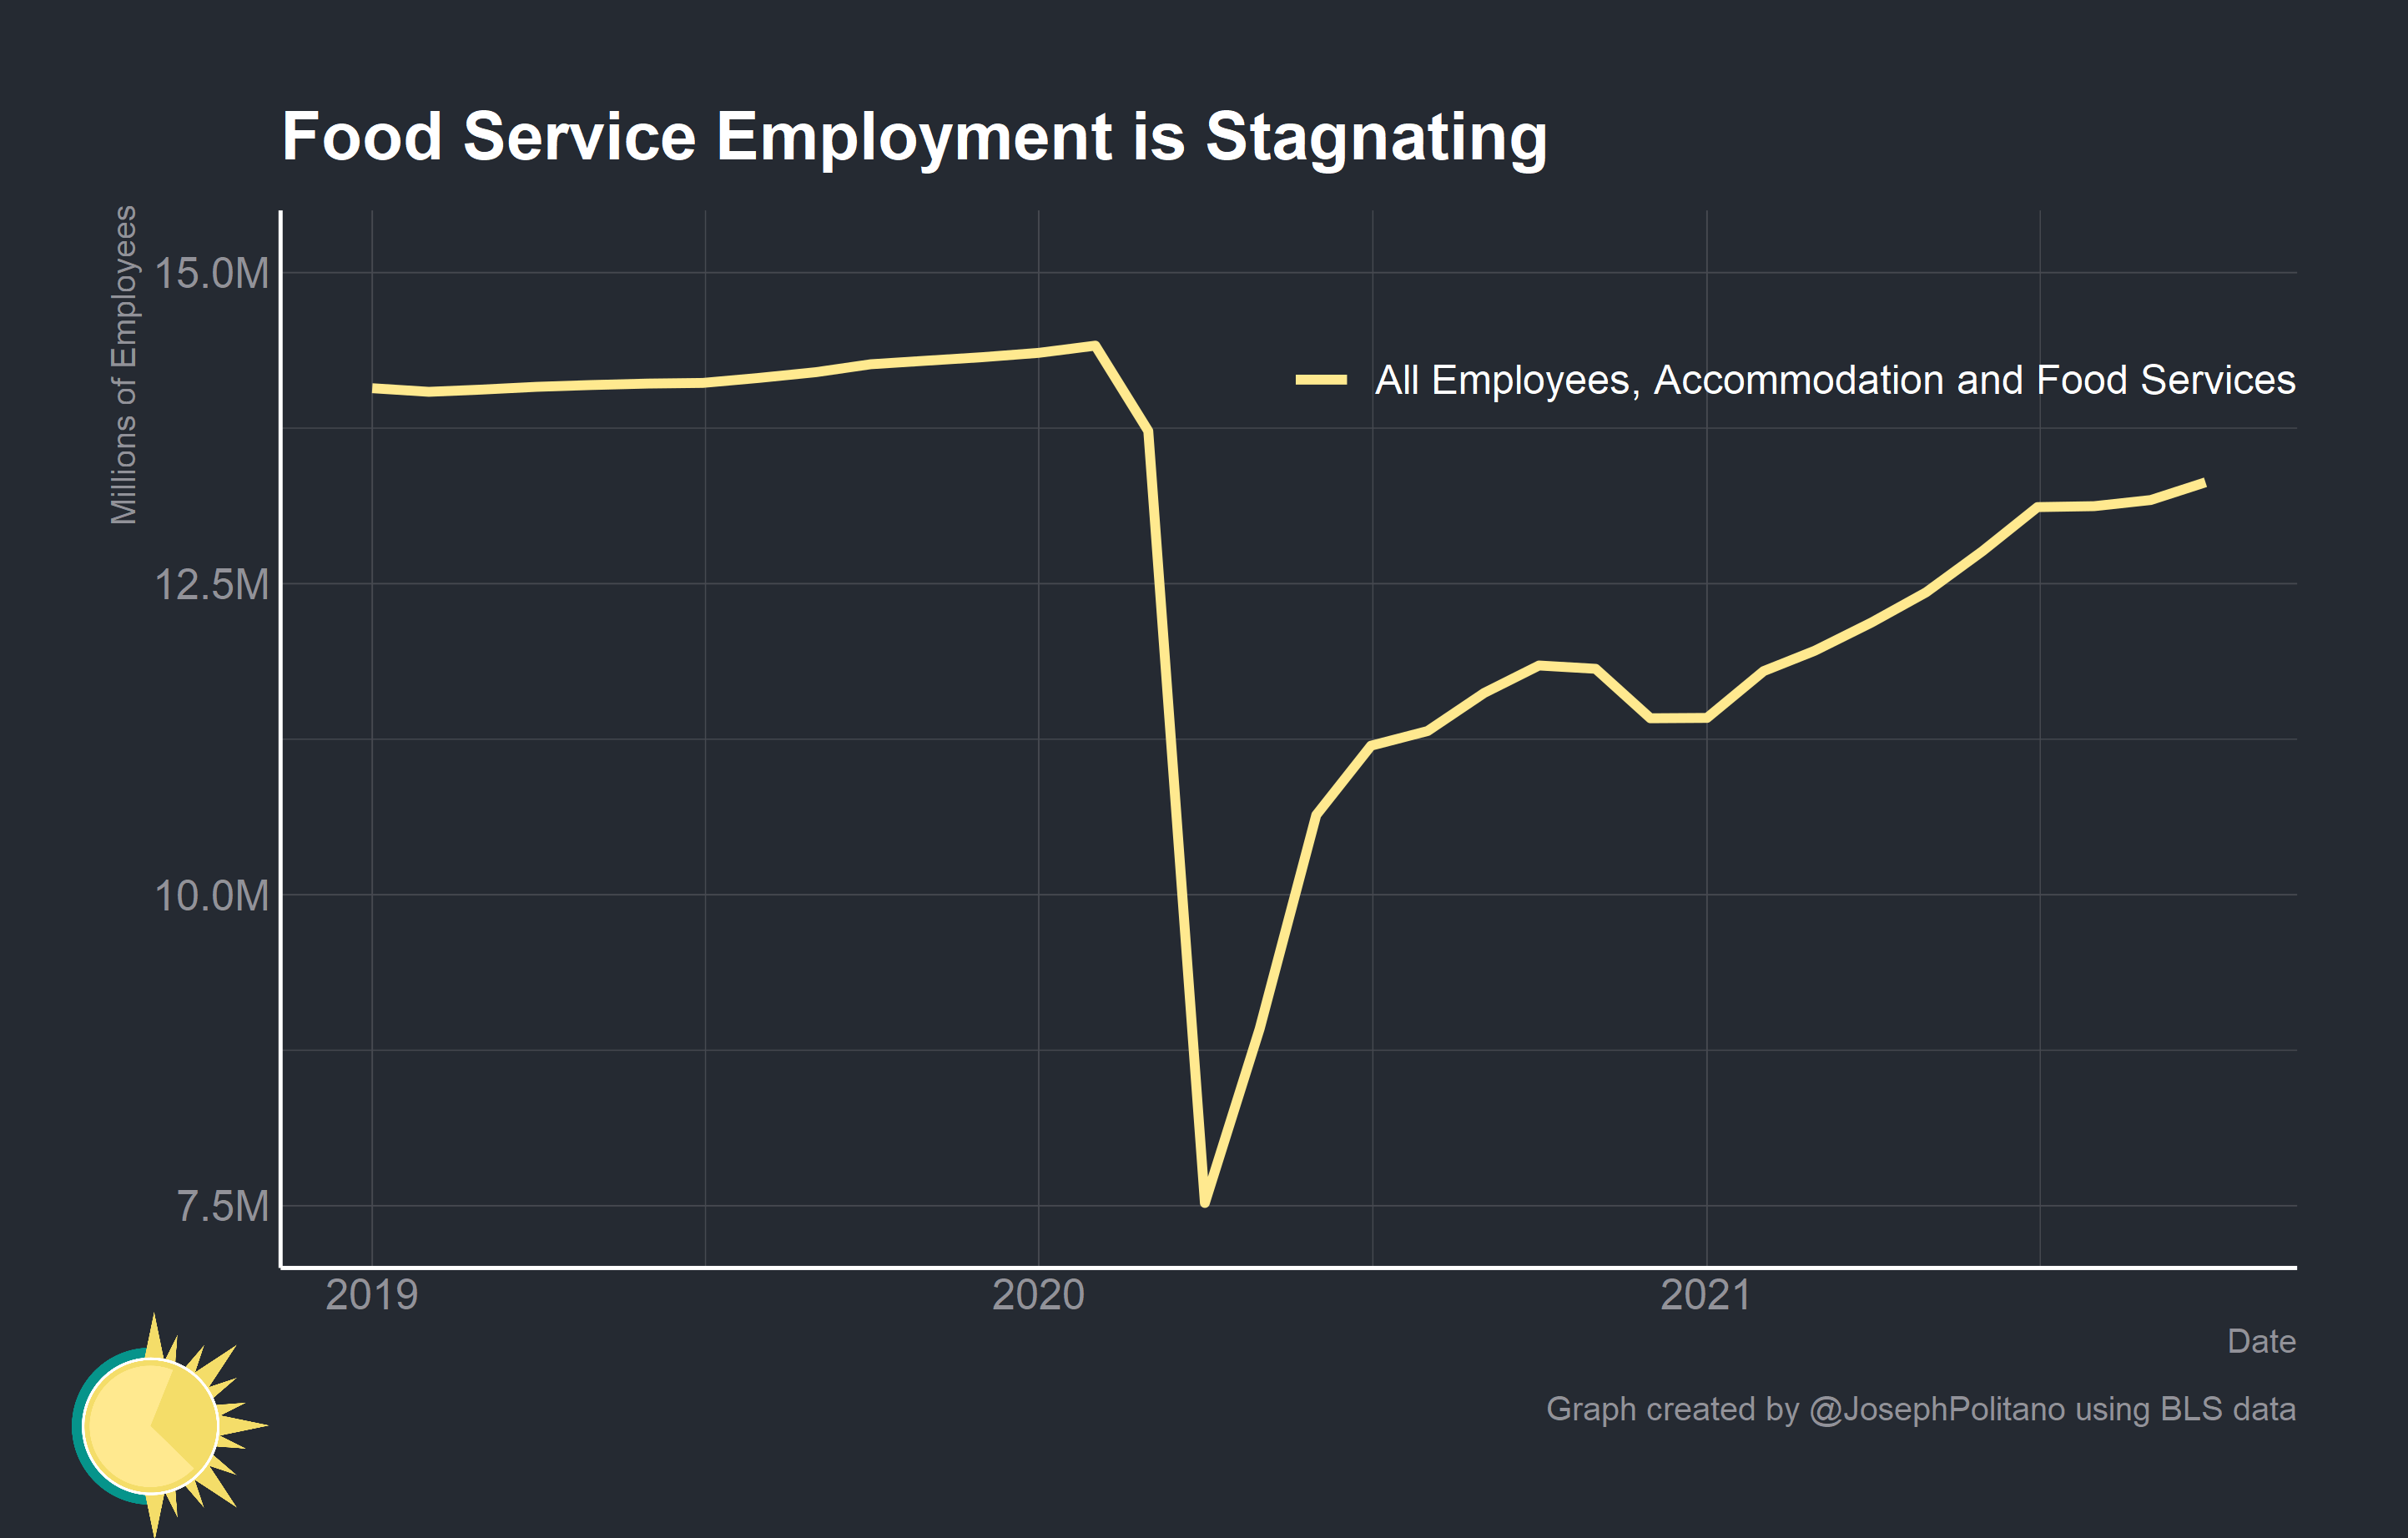 Food Service Employment is Stagnating
Millions of Employees
15.0M
12.5M
10.0M
7.5M
All Employees, Accommodation and Food Services
2019
2020
2021
Date
Graph created by @JosephPolitano using BLS data